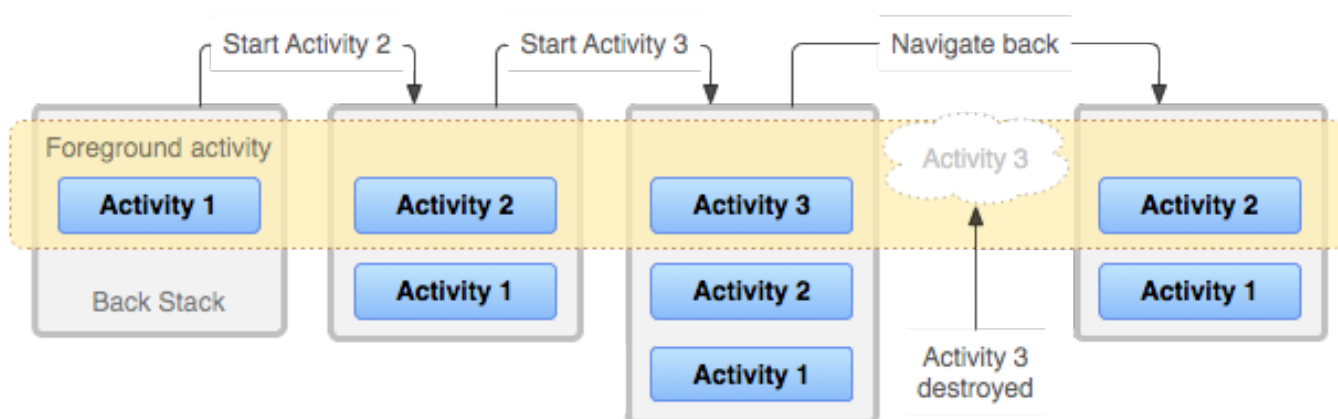 Start Activity 2
Start Activity 3
Navigate back
Foreground activity
Activity 3
Activity 1
Activity 2
Activity 3
Activity 2
Activity 1
Activity 2
Activity 1
Back Stack
Activity 1
Activity 3
destroyed